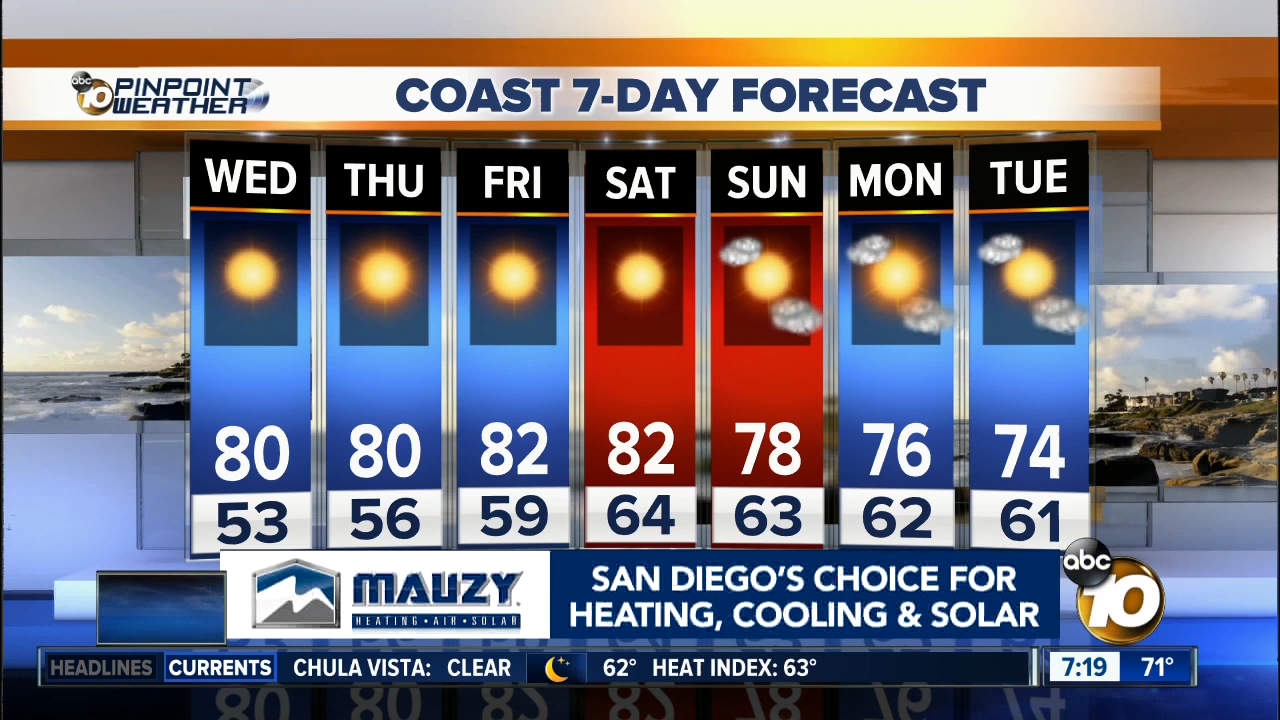 abc 10 PINPOINT WEATHER
COAST 7-DAY FORECAST
WED THU FRI SAT SUN MON TUE
80 80 82 82 78 76 74
53 56 59 64 63 62 61
MAUZY
HEATING • AIR • SOLAR
SAN DIEGO'S CHOICE FOR
HEATING, COOLING & SOLAR
abc 10
HEADLINES CURRENTS CHULA VISTA: CLEAR 62° HEAT INDEX: 63° 7:19 71°